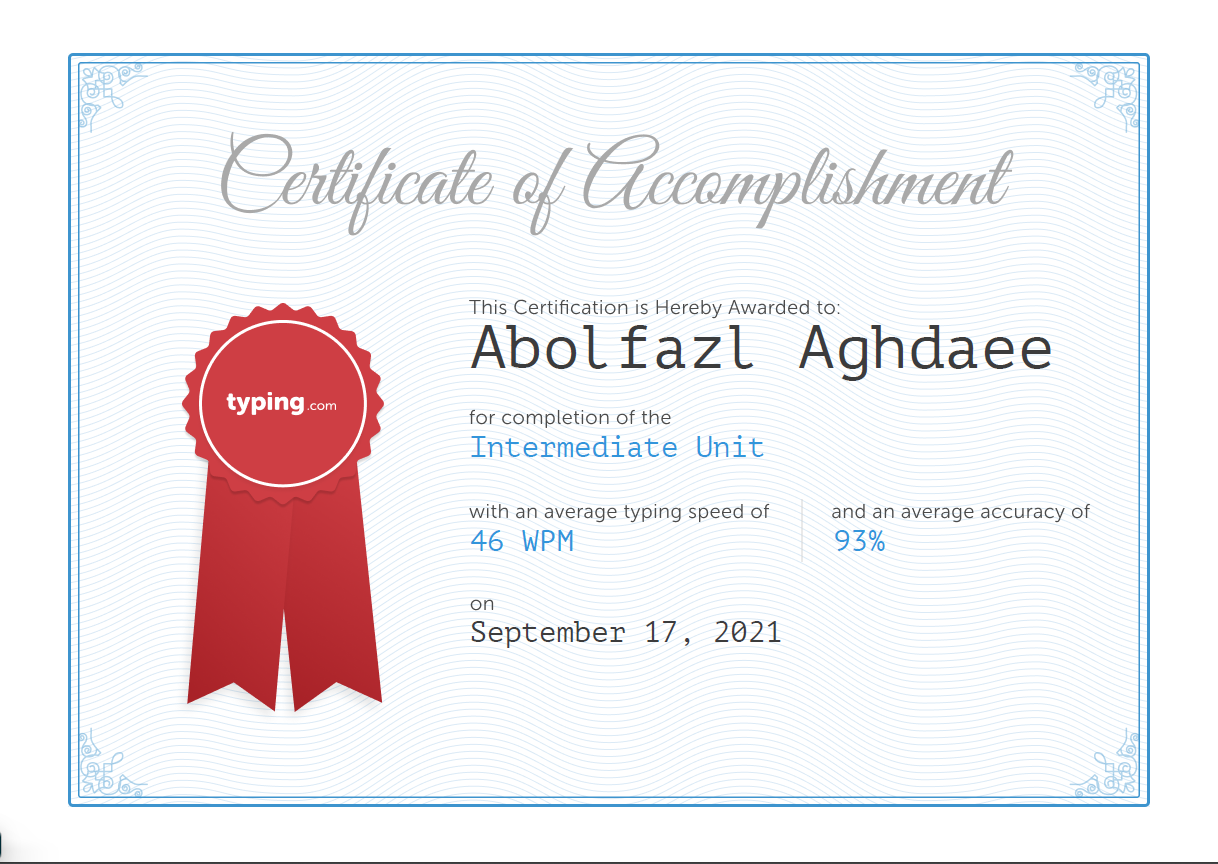 Certificate of Accomplishment
typing.com
This Certification is Hereby Awarded to:
Abolfazl Aghdaee
for completion of the
Intermediate Unit
with an average typing speed of
46 WPM
and an average accuracy of
93%
on
September 17, 2021